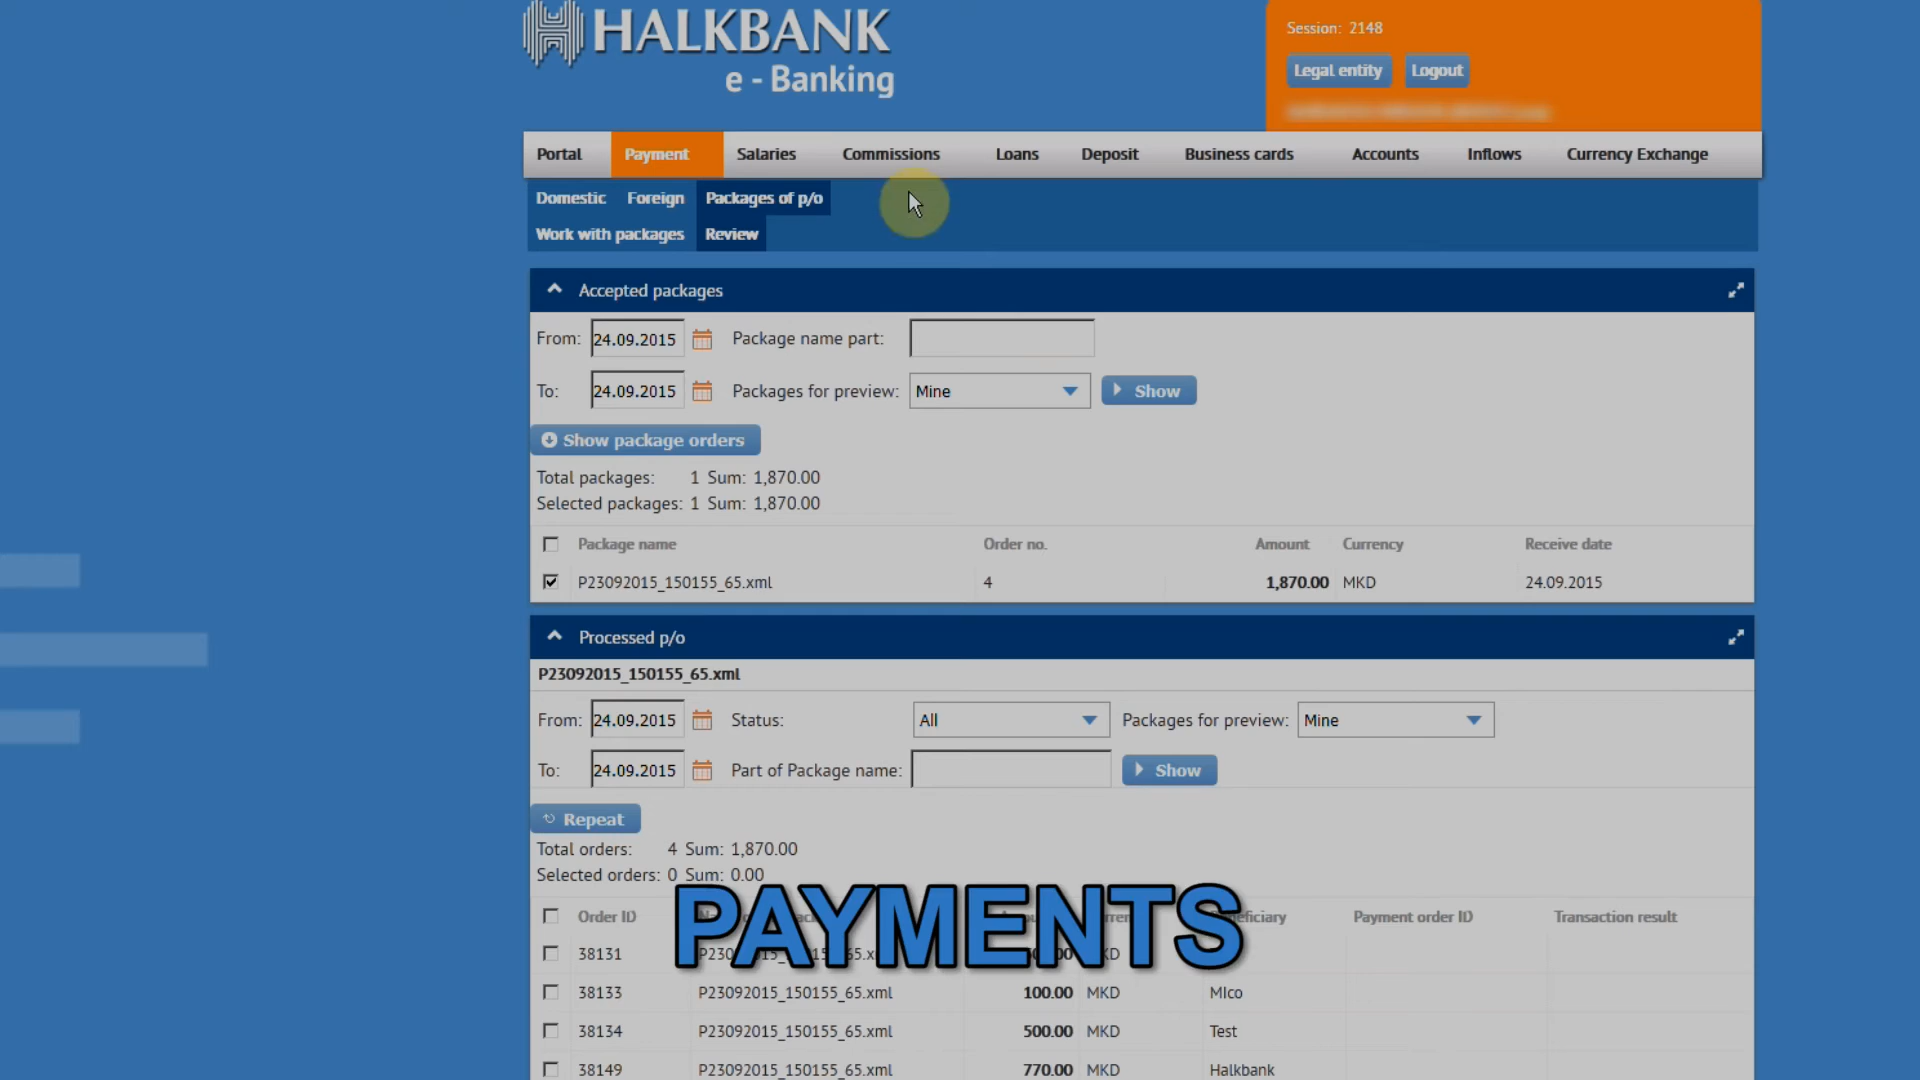 HALKBANK
e - Banking
Session: 2148
Legal entity Logout
Portal Payment Salaries Commissions Loans Deposit Business cards Accounts Inflows Currency Exchange
Domestic Foreign Packages of p/o
Work with packages Review
Accepted packages
From: 24.09.2015 Package name part:
To: 24.09.2015 Packages for preview: Mine Show
Show package orders
Total packages: 1 Sum: 1,870.00
Selected packages: 1 Sum: 1,870.00
Package name Order no. Amount Currency Receive date
P23092015_150155_65.xml 4 1,870.00 MKD 24.09.2015
Processed p/o
P23092015_150155_65.xml
From: 24.09.2015 Status: All Packages for preview: Mine
To: 24.09.2015 Part of Package name: Show
Repeat
Total orders: 4 Sum: 1,870.00
Selected orders: 0 Sum: 0.00
PAYMENTS
Order ID Payment order ID Transaction result
38131
38133 P23092015_150155_65.xml 100.00 MKD MIco
38134 P23092015_150155_65.xml 500.00 MKD Test
38149 P23092015_150155_65.xml 770.00 MKD Halkbank